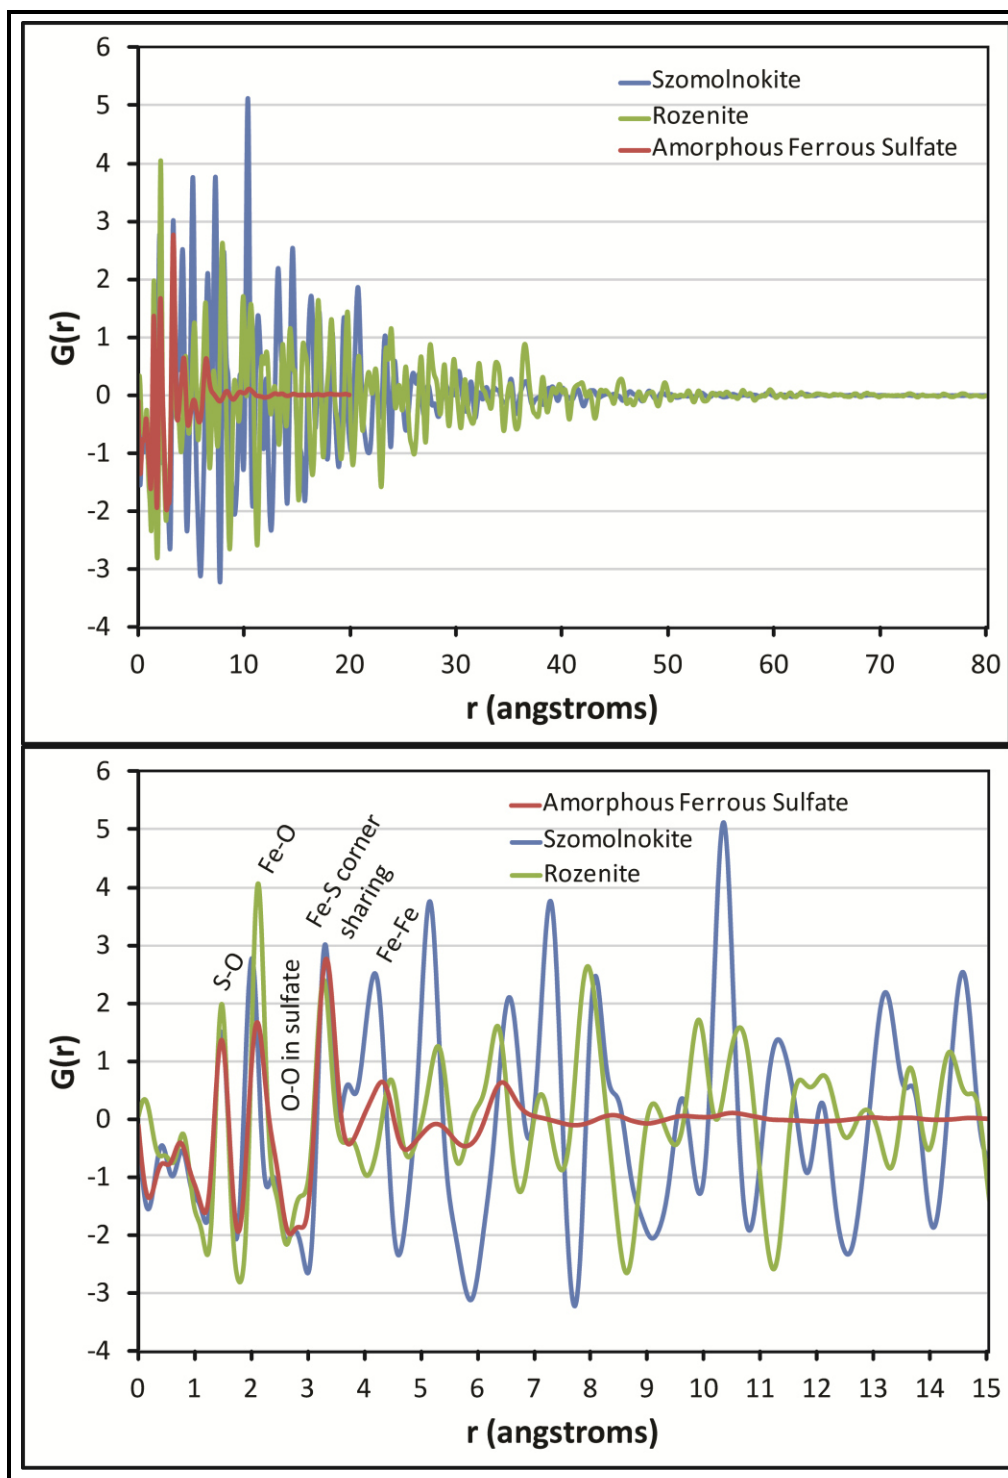 6
5
4
3
2
1
0
-1
-2
-3
-4
G(r)
Szomolnokite
Rozenite
Amorphous Ferrous Sulfate
0 10 20 30 40 50 60 70 80
r (angstroms)
6
5
4
3
2
1
0
-1
-2
-3
-4
G(r)
Amorphous Ferrous Sulfate
Szomolnokite
Rozenite
S-O
Fe-O
O-O in sulfate
Fe-S corner
sharing
Fe-Fe
0 1 2 3 4 5 6 7 8 9 10 11 12 13 14 15
r (angstroms)